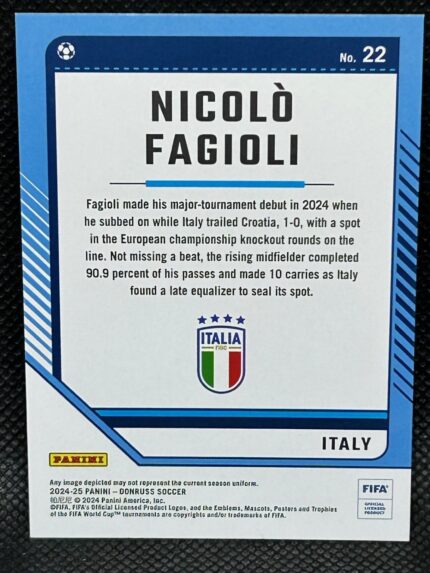 No. 22
NICOLÒ
FAGIOLI
Fagioli made his major-tournament debut in 2024 when
he subbed on while Italy trailed Croatia, 1-0, with a spot
in the European championship knockout rounds on the
line. Not missing a beat, the rising midfielder completed
90.9 percent of his passes and made 10 carries as Italy
found a late equalizer to seal its spot.
ITALIA
FIGC
ITALY
PANINI
Any image depicted may not represent the current season uniform.
2024-25 PANINI – DONRUSS SOCCER
帕尼尼 © 2024 Panini America, Inc.
©FIFA, FIFA's Official Licensed Product Logos, and the Emblems, Mascots, Posters and Trophies
of the FIFA World Cup™ tournaments are copyrights and/or trademarks of FIFA.
FIFA
OFFICIAL
LICENSED
PRODUCT